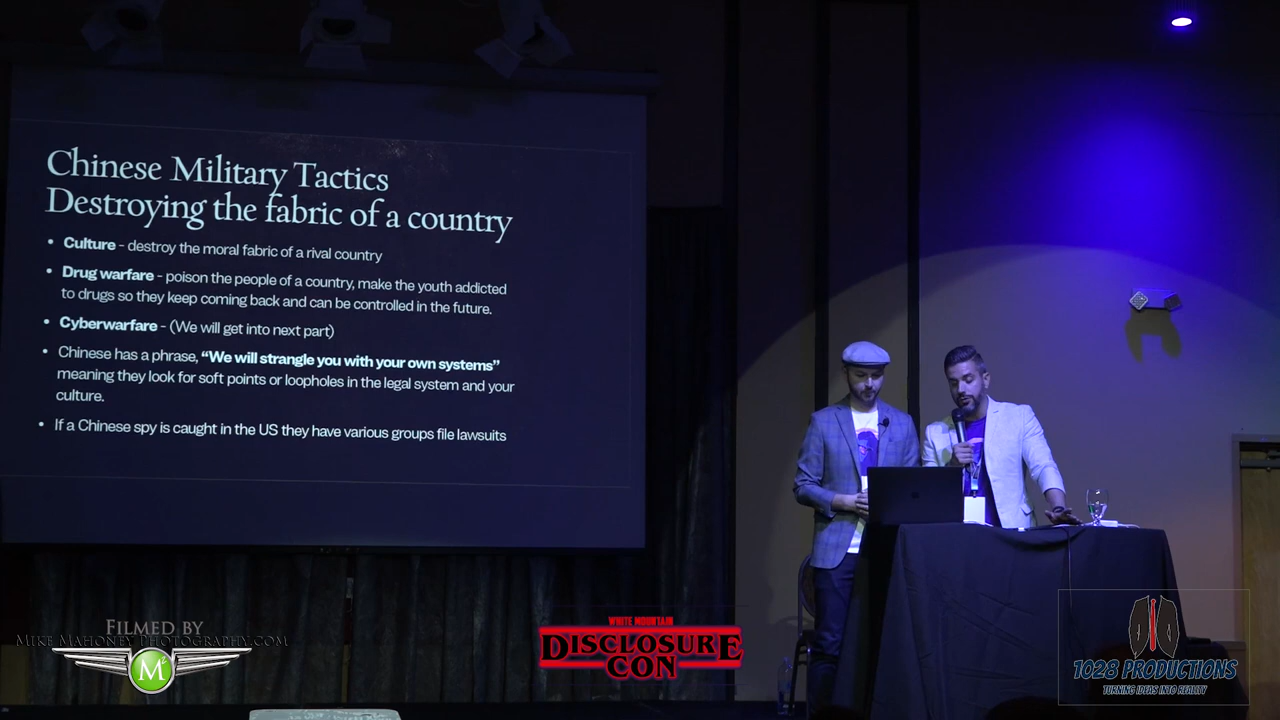 Chinese Military Tactics
Destroying the fabric of a country
• Culture - destroy the moral fabric of a rival country
• Drug warfare - poison the people of a country, make the youth addicted
to drugs so they keep coming back and can be controlled in the future.
• Cyberwarfare - (We will get into next part)
• Chinese has a phrase, “We will strangle you with your own systems”
meaning they look for soft points or loopholes in the legal system and your
culture.
• If a Chinese spy is caught in the US they have various groups file lawsuits
FILMED BY
MIKE MAHONEY PHOTOGRAPHY.COM
M
WHITE MOUNTAIN
DISCLOSURE
CON
1028 PRODUCTIONS
TURNING IDEAS INTO REALITY